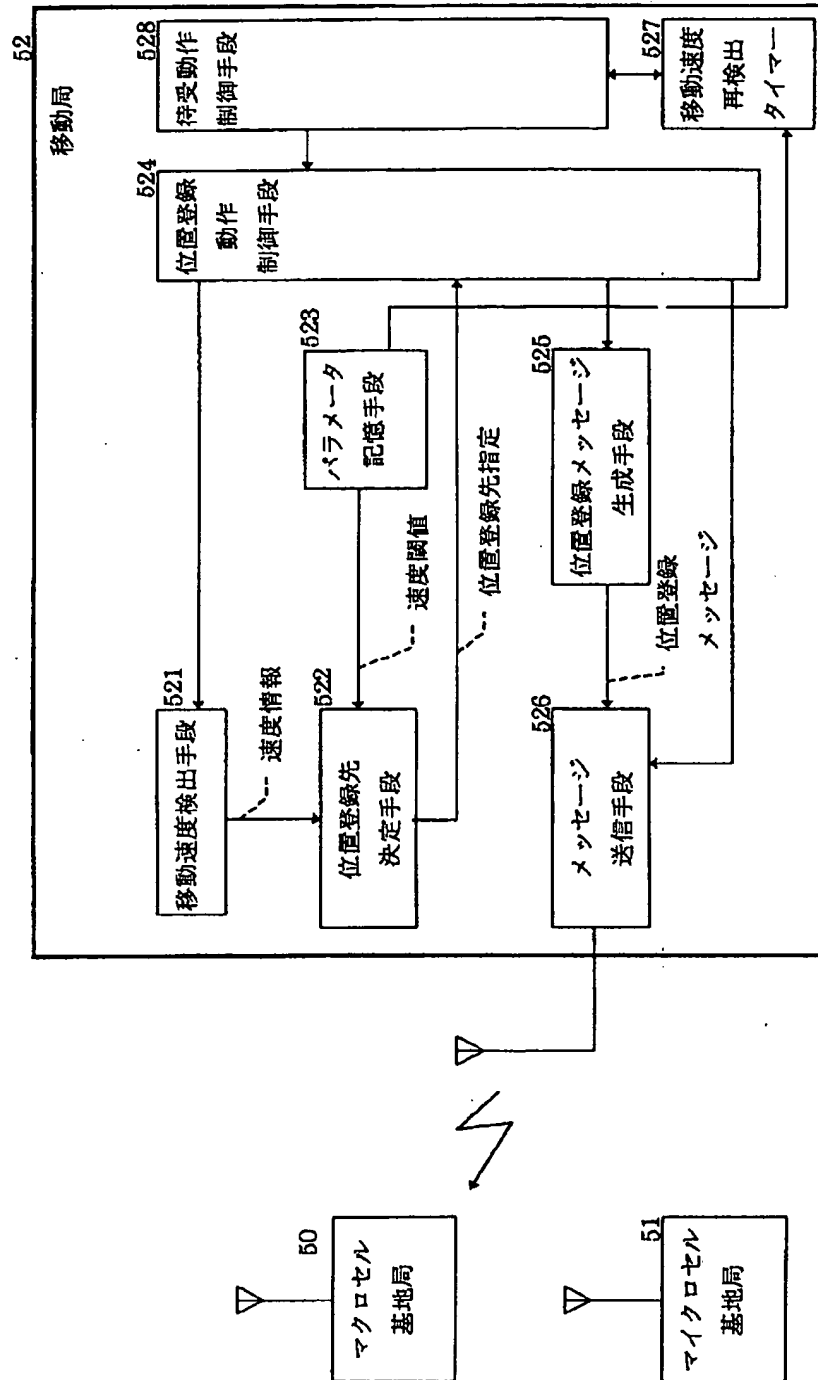 52
移動局
50
マクロセル
基地局
51
マイクロセル
基地局
521
移動速度検出手段
速度情報
522
位置登録先
決定手段
523
パラメータ
記憶手段
速度閾値
位置登録先指定
524
位置登録
動作
制御手段
528
待受動作
制御手段
526
メッセージ
送信手段
位置登録
メッセージ
525
位置登録メッセージ
生成手段
527
移動速度
再検出
タイマー